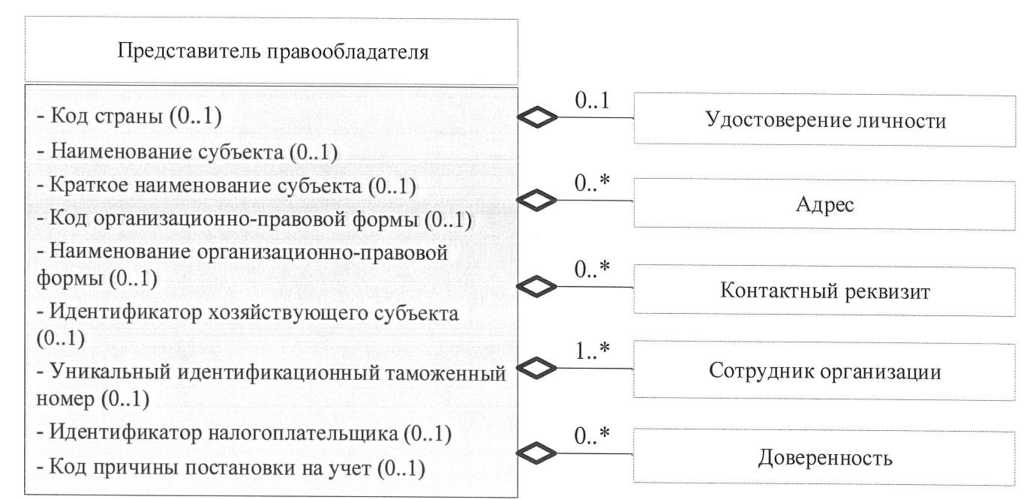 Представитель правообладателя
- Код страны (0..1)
- Наименование субъекта (0..1)
- Краткое наименование субъекта (0..1)
- Код организационно-правовой формы (0..1)
- Наименование организационно-правовой
формы (0..1)
- Идентификатор хозяйствующего субъекта
(0..1)
- Уникальный идентификационный таможенный
номер (0..1)
- Идентификатор налогоплательщика (0..1)
- Код причины постановки на учет (0..1)
0..1
Удостоверение личности
0..*
Адрес
0..*
Контактный реквизит
1..*
Сотрудник организации
0..*
Доверенность